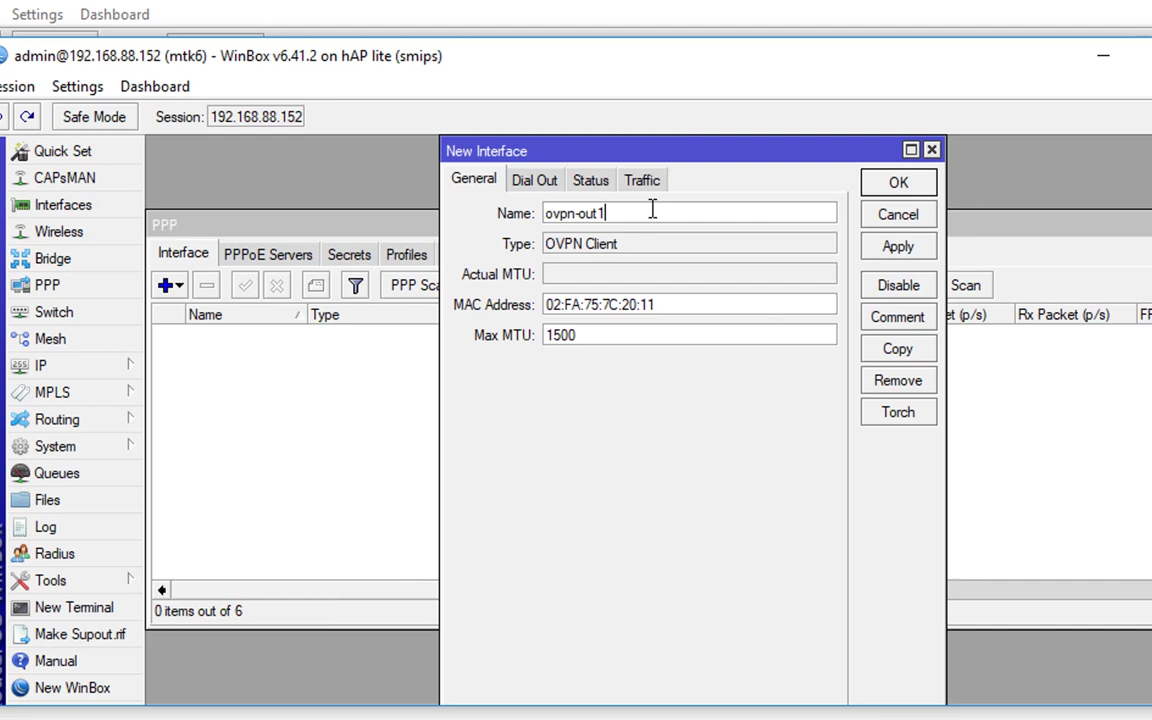 Settings Dashboard
admin@192.168.88.152 (mtk6) - WinBox v6.41.2 on hAP lite (smips)
ession Settings Dashboard
Safe Mode Session: 192.168.88.152
Quick Set
CAPsMAN
Interfaces
Wireless
Bridge
PPP
Switch
Mesh
IP
MPLS
Routing
System
Queues
Files
Log
Radius
Tools
New Terminal
Make Supout.rif
Manual
New WinBox
PPP
Interface PPPoE Servers Secrets Profiles
PPP Sca
Name / Type
0 items out of 6
New Interface
General Dial Out Status Traffic
Name: ovpn-out1
Type: OVPN Client
Actual MTU:
MAC Address: 02:FA:75:7C:20:11
Max MTU: 1500
OK
Cancel
Apply
Disable
Comment
Copy
Remove
Torch
Scan
et (p/s) Rx Packet (p/s) FP